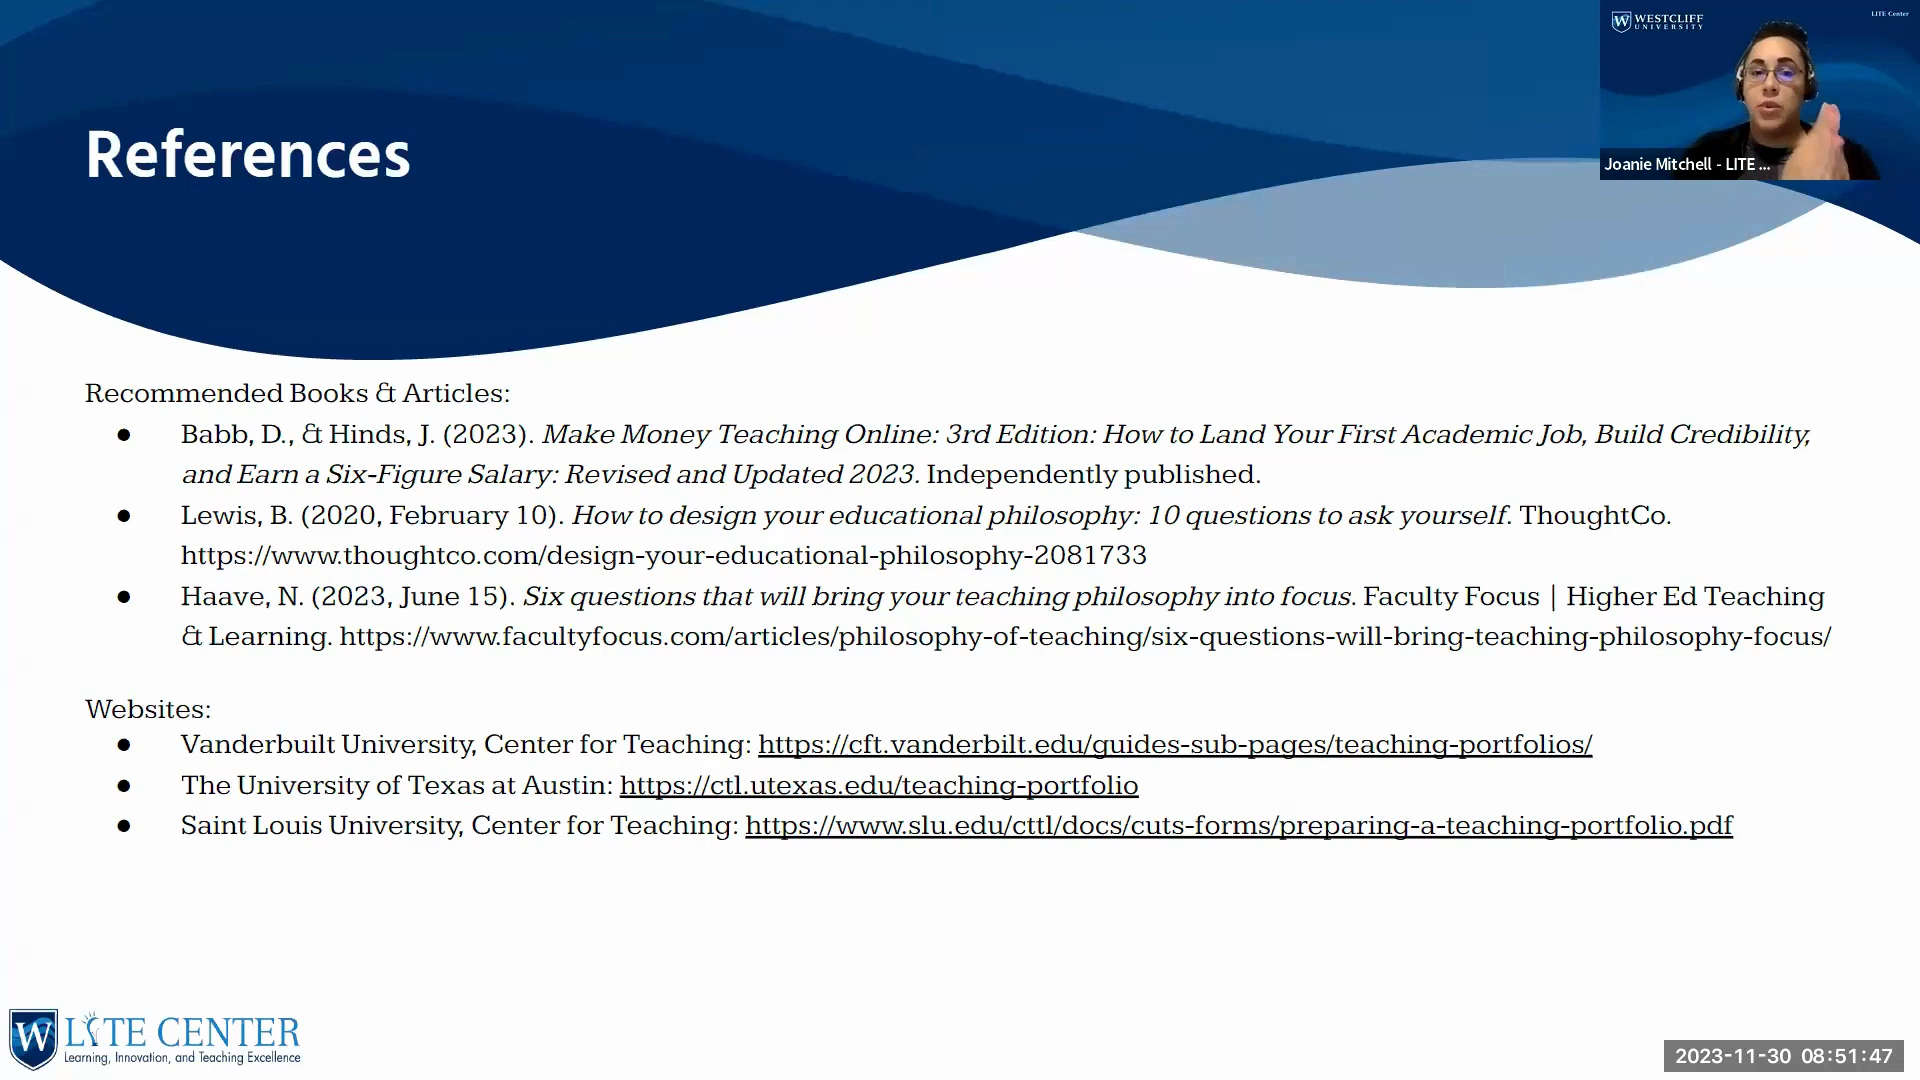 WESTCLIFF
UNIVERSITY
LITE Center
Joanie Mitchell - LITE ...
References
Recommended Books & Articles:
● Babb, D., & Hinds, J. (2023). Make Money Teaching Online: 3rd Edition: How to Land Your First Academic Job, Build Credibility,
and Earn a Six-Figure Salary: Revised and Updated 2023. Independently published.
● Lewis, B. (2020, February 10). How to design your educational philosophy: 10 questions to ask yourself. ThoughtCo.
https://www.thoughtco.com/design-your-educational-philosophy-2081733
● Haave, N. (2023, June 15). Six questions that will bring your teaching philosophy into focus. Faculty Focus | Higher Ed Teaching
& Learning. https://www.facultyfocus.com/articles/philosophy-of-teaching/six-questions-will-bring-teaching-philosophy-focus/
Websites:
● Vanderbuilt University, Center for Teaching: https://cft.vanderbilt.edu/guides-sub-pages/teaching-portfolios/
● The University of Texas at Austin: https://ctl.utexas.edu/teaching-portfolio
● Saint Louis University, Center for Teaching: https://www.slu.edu/cttl/docs/cuts-forms/preparing-a-teaching-portfolio.pdf
W LITE CENTER
Learning, Innovation, and Teaching Excellence
2023-11-30 08:51:47